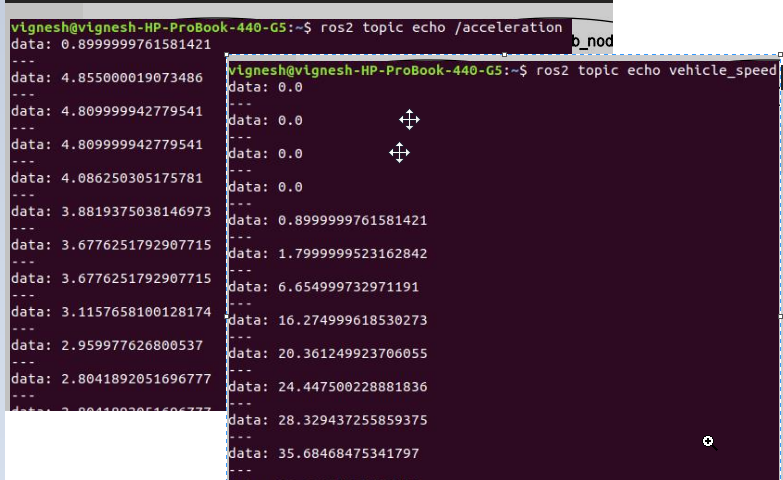 vignesh@vignesh-HP-ProBook-440-G5:~$ ros2 topic echo /acceleration
data: 0.8999999761581421
---
data: 4.855000019073486
---
data: 4.809999942779541
---
data: 4.809999942779541
---
data: 4.086250305175781
---
data: 3.8819375038146973
---
data: 3.6776251792907715
---
data: 3.6776251792907715
---
data: 3.1157658100128174
---
data: 2.959977626800537
---
data: 2.8041892051696777
---
data: 2.8041892051696777
b_nod
vignesh@vignesh-HP-ProBook-440-G5:~$ ros2 topic echo vehicle_speed
data: 0.0
---
data: 0.0
---
data: 0.0
---
data: 0.0
---
data: 0.8999999761581421
---
data: 1.7999999523162842
---
data: 6.654999732971191
---
data: 16.274999618530273
---
data: 20.361249923706055
---
data: 24.447500228881836
---
data: 28.329437255859375
---
data: 35.68468475341797
---